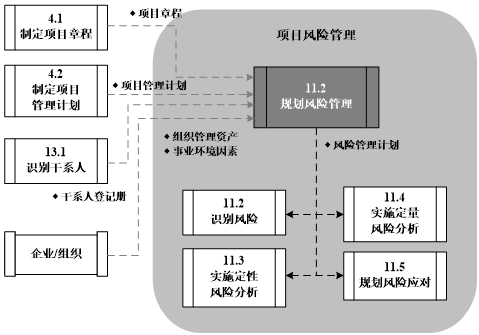 4.1
制定项目章程
◆ 项目章程
项目风险管理
4.2
制定项目
管理计划
◆ 项目管理计划
11.2
规划风险管理
13.1
识别干系人
◆ 组织管理资产
◆ 事业环境因素
◆ 风险管理计划
◆ 干系人登记册
企业/组织
11.2
识别风险
11.4
实施定量
风险分析
11.3
实施定性
风险分析
11.5
规划风险应对